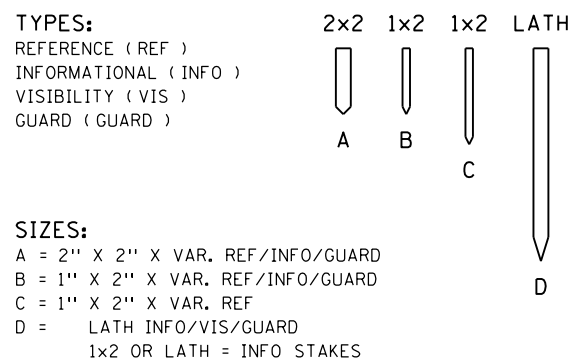 TYPES: 2x2 1x2 1x2 LATH
REFERENCE ( REF )
INFORMATIONAL ( INFO )
VISIBILITY ( VIS )
GUARD ( GUARD )
A B
C
D
SIZES:
A = 2'' X 2'' X VAR. REF/INFO/GUARD
B = 1'' X 2'' X VAR. REF/INFO/GUARD
C = 1'' X 2'' X VAR. REF
D = LATH INFO/VIS/GUARD
1x2 OR LATH = INFO STAKES